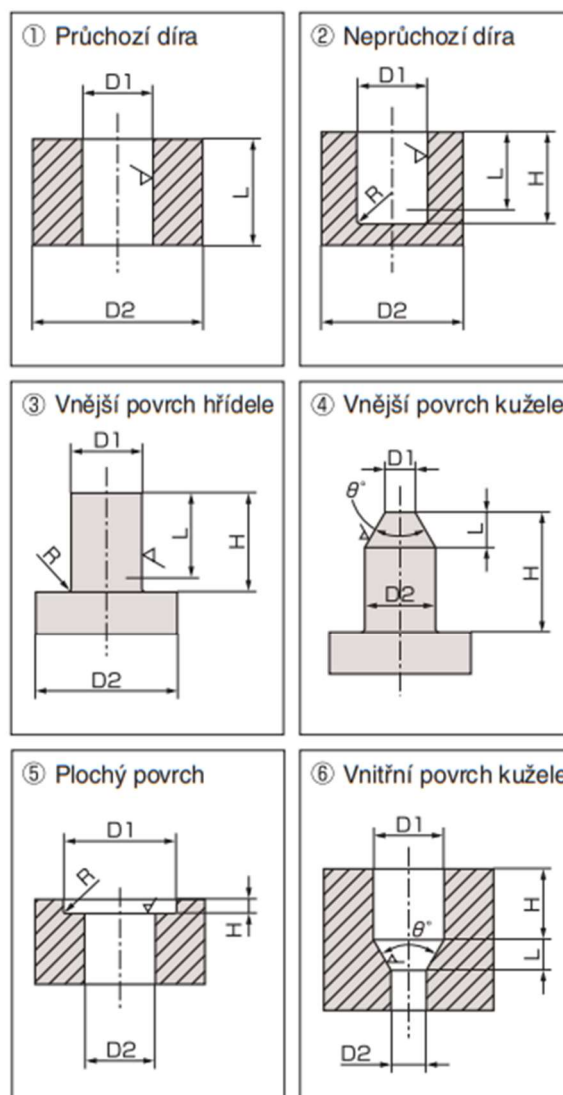 ① Průchozí díra
D1
L
D2
② Neprůchozí díra
D1
R
L
H
D2
③ Vnější povrch hřídele
D1
L
H
R
D2
④ Vnější povrch kužele
D1
θ°
L
H
D2
⑤ Plochý povrch
D1
R
H
D2
⑥ Vnitřní povrch kužele
D1
H
θ°
L
D2